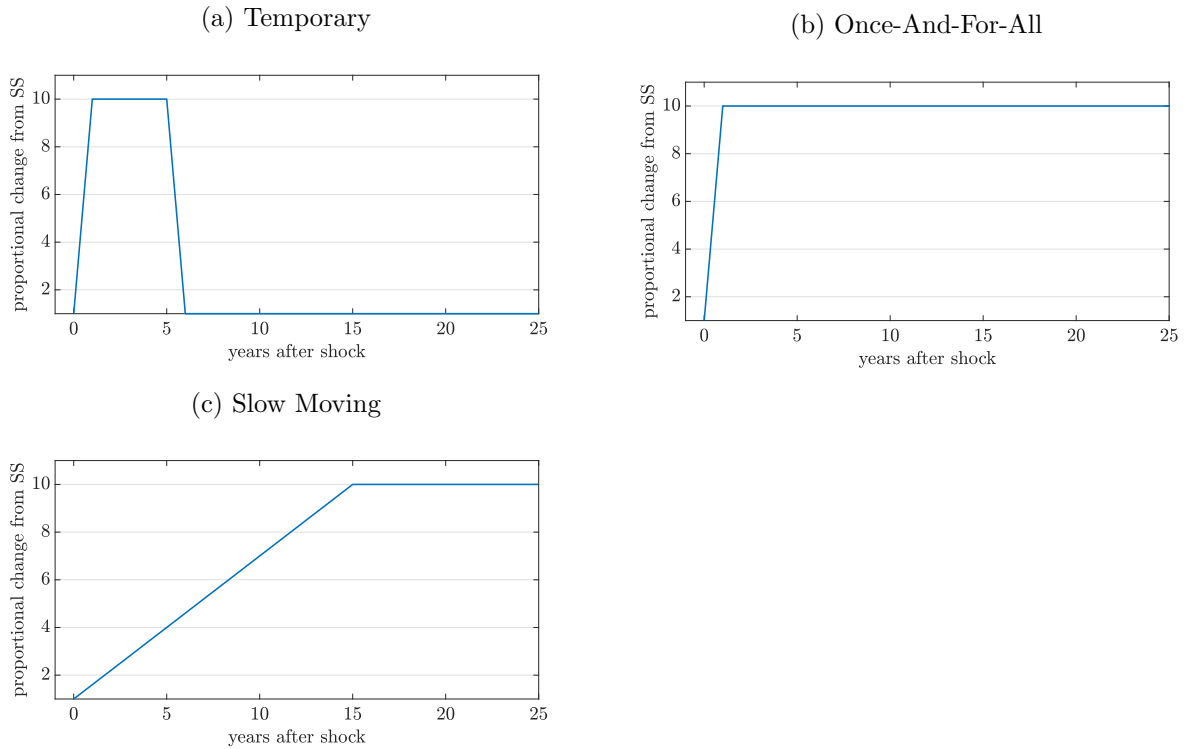 (a) Temporary
proportional change from SS
10
8
6
4
2
0 5 10 15 20 25
years after shock
(b) Once-And-For-All
proportional change from SS
10
8
6
4
2
0 5 10 15 20 25
years after shock
(c) Slow Moving
proportional change from SS
10
8
6
4
2
0 5 10 15 20 25
years after shock